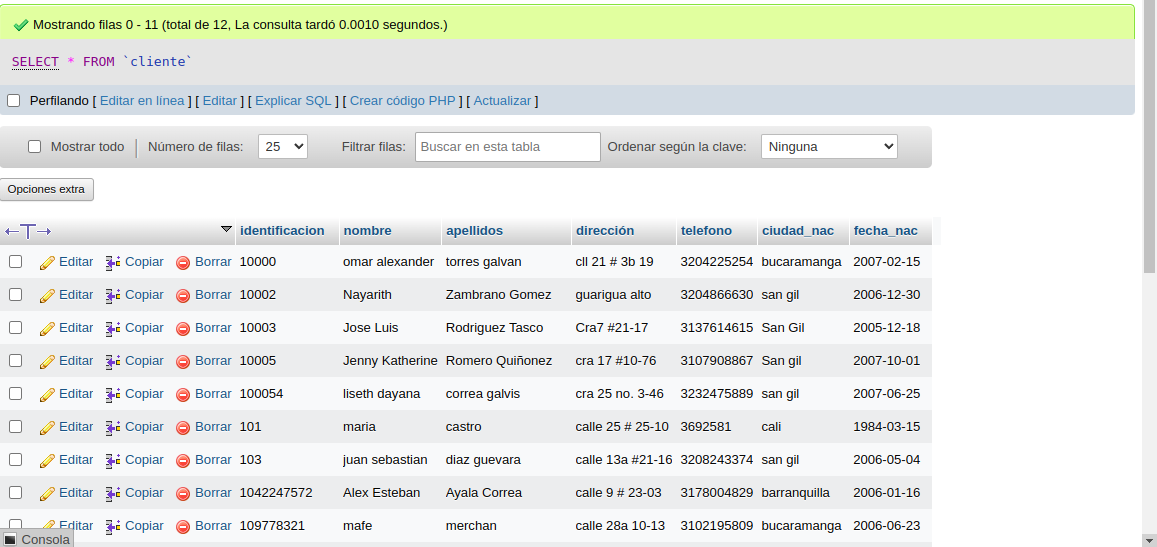 Mostrando filas 0 - 11 (total de 12, La consulta tardó 0.0010 segundos.)
SELECT * FROM `cliente`
Perfilando [ Editar en línea ] [ Editar ] [ Explicar SQL ] [ Crear código PHP ] [ Actualizar ]
Mostrar todo Número de filas: 25 Filtrar filas: Buscar en esta tabla Ordenar según la clave: Ninguna
Opciones extra
identificacion nombre apellidos dirección telefono ciudad_nac fecha_nac
Editar Copiar Borrar 10000 omar alexander torres galvan cll 21 # 3b 19 3204225254 bucaramanga 2007-02-15
Editar Copiar Borrar 10002 Nayarith Zambrano Gomez guarigua alto 3204866630 san gil 2006-12-30
Editar Copiar Borrar 10003 Jose Luis Rodriguez Tasco Cra7 #21-17 3137614615 San Gil 2005-12-18
Editar Copiar Borrar 10005 Jenny Katherine Romero Quiñonez cra 17 #10-76 3107908867 San gil 2007-10-01
Editar Copiar Borrar 100054 liseth dayana correa galvis cra 25 no. 3-46 3232475889 san gil 2007-06-25
Editar Copiar Borrar 101 maria castro calle 25 # 25-10 3692581 cali 1984-03-15
Editar Copiar Borrar 103 juan sebastian diaz guevara calle 13a #21-16 3208243374 san gil 2006-05-04
Editar Copiar Borrar 1042247572 Alex Esteban Ayala Correa calle 9 # 23-03 3178004829 barranquilla 2006-01-16
Editar Copiar Borrar 109778321 mafe merchan calle 28a 10-13 3102195809 bucaramanga 2006-06-23
Consola